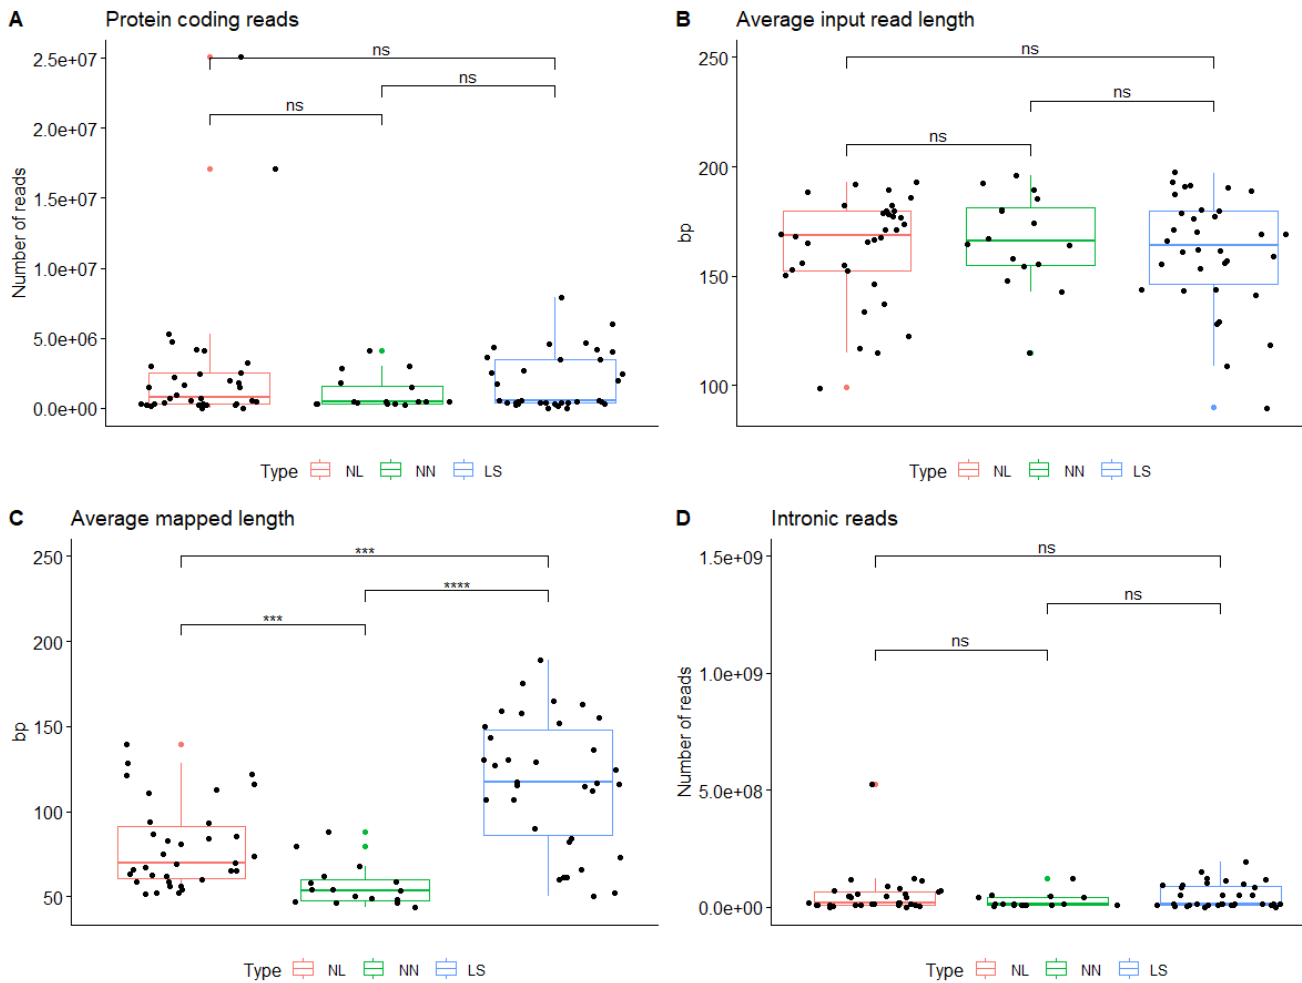 A Protein coding reads
2.5e+07
2.0e+07
1.5e+07
1.0e+07
5.0e+06
0.0e+00
Number of reads
ns
ns
ns
Type NL NN LS
B Average input read length
250
200
150
100
bp
ns
ns
ns
Type NL NN LS
C Average mapped length
250
200
150
100
50
bp
***
****
***
Type NL NN LS
D Intronic reads
1.5e+09
1.0e+09
5.0e+08
0.0e+00
Number of reads
ns
ns
ns
Type NL NN LS